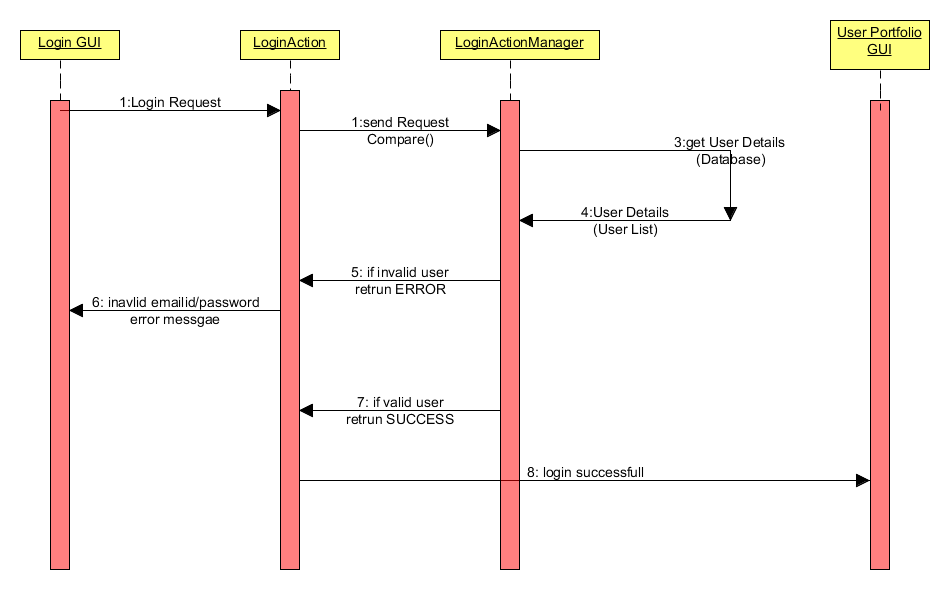 Login GUI
LoginAction
LoginActionManager
User Portfolio
GUI
1:Login Request
1:send Request
Compare()
3:get User Details
(Database)
4:User Details
(User List)
5: if invalid user
retrun ERROR
6: inavlid emailid/password
error messgae
7: if valid user
retrun SUCCESS
8: login successfull